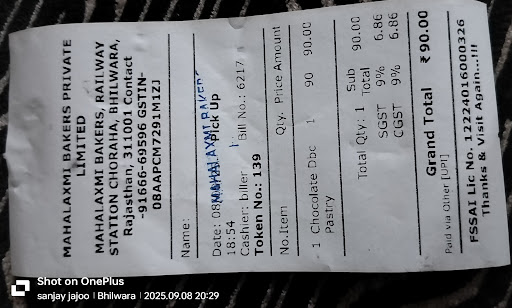 MAHALAXMI BAKERS PRIVATE
LIMITED
MAHALAXMI BAKERS, RAILWAY
STATION CHORAHA, BHILWARA,
Rajasthan, 311001 Contact
-91666-69596 GSTIN-
08AAPCM7291M1ZJ
Name:
Date: 08 Pick Up
MAHALAXMI BAKERS
18:54
Cashier: biller Bill No.: 6217
Token No.: 139
No.Item Qty. Price Amount
1 Chocolate Dbc 1 90 90.00
Pastry
Total Qty: 1 Sub Total 90.00
SGST 9% 6.86
CGST 9% 6.86
Grand Total ₹90.00
Paid via Other [UPI]
FSSAI Lic No. 12224016000326
Thanks & Visit Again...!!!
Shot on OnePlus
sanjay jajoo | Bhilwara | 2025.09.08 20:29